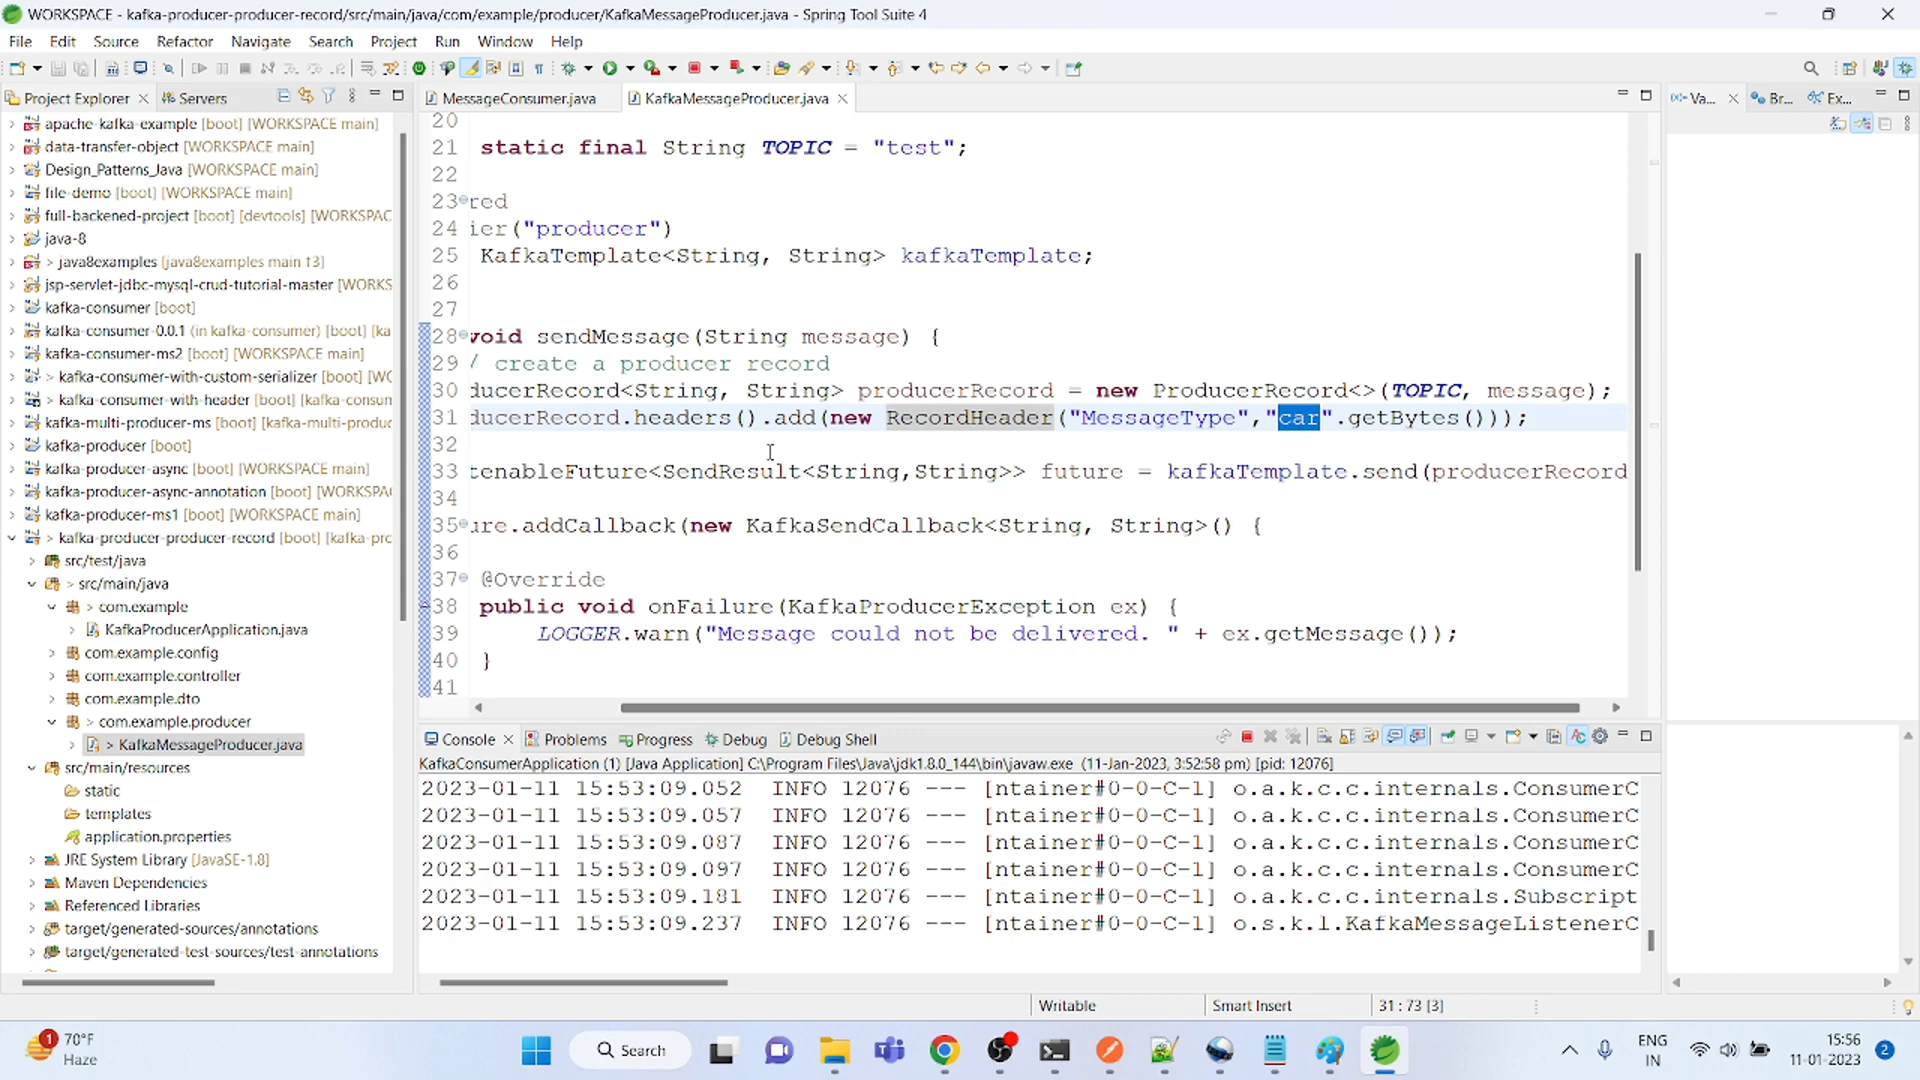 WORKSPACE - kafka-producer-producer-record/src/main/java/com/example/producer/KafkaMessageProducer.java - Spring Tool Suite 4
File Edit Source Refactor Navigate Search Project Run Window Help
Project Explorer Servers
apache-kafka-example [boot] [WORKSPACE main]
data-transfer-object [WORKSPACE main]
Design_Patterns_Java [WORKSPACE main]
file-demo [boot] [WORKSPACE main]
full-backened-project [boot] [devtools] [WORKSPAC
java-8
> java8examples [java8examples main ↑3]
jsp-servlet-jdbc-mysql-crud-tutorial-master [WORKS
kafka-consumer [boot]
kafka-consumer-0.0.1 (in kafka-consumer) [boot] [ka
kafka-consumer-ms2 [boot] [WORKSPACE main]
> kafka-consumer-with-custom-serializer [boot] [WC
> kafka-consumer-with-header [boot] [kafka-consum
kafka-multi-producer-ms [boot] [kafka-multi-produc
kafka-producer [boot]
kafka-producer-async [boot] [WORKSPACE main]
kafka-producer-async-annotation [boot] [WORKSPA
kafka-producer-ms1 [boot] [WORKSPACE main]
> kafka-producer-producer-record [boot] [kafka-prc
src/test/java
> src/main/java
> com.example
KafkaProducerApplication.java
com.example.config
com.example.controller
com.example.dto
> com.example.producer
> KafkaMessageProducer.java
src/main/resources
static
templates
application.properties
JRE System Library [JavaSE-1.8]
Maven Dependencies
Referenced Libraries
target/generated-sources/annotations
target/generated-test-sources/test-annotations
MessageConsumer.java KafkaMessageProducer.java
20
21 static final String TOPIC = "test";
22
23 red
24 ier("producer")
25 KafkaTemplate<String, String> kafkaTemplate;
26
27
28 void sendMessage(String message) {
29 / create a producer record
30 ducerRecord<String, String> producerRecord = new ProducerRecord<>(TOPIC, message);
31 ducerRecord.headers().add(new RecordHeader("MessageType","car".getBytes()));
32
33 tenableFuture<SendResult<String,String>> future = kafkaTemplate.send(producerRecord
34
35 ure.addCallback(new KafkaSendCallback<String, String>() {
36
37 @Override
38 public void onFailure(KafkaProducerException ex) {
39 LOGGER.warn("Message could not be delivered. " + ex.getMessage());
40 }
41
Va... Br... Ex...
Console Problems Progress Debug Debug Shell
KafkaConsumerApplication (1) [Java Application] C:\Program Files\Java\jdk1.8.0_144\bin\javaw.exe (11-Jan-2023, 3:52:58 pm) [pid: 12076]
2023-01-11 15:53:09.052 INFO 12076 --- [ntainer#0-0-C-1] o.a.k.c.c.internals.ConsumerC
2023-01-11 15:53:09.057 INFO 12076 --- [ntainer#0-0-C-1] o.a.k.c.c.internals.ConsumerC
2023-01-11 15:53:09.087 INFO 12076 --- [ntainer#0-0-C-1] o.a.k.c.c.internals.ConsumerC
2023-01-11 15:53:09.097 INFO 12076 --- [ntainer#0-0-C-1] o.a.k.c.c.internals.ConsumerC
2023-01-11 15:53:09.181 INFO 12076 --- [ntainer#0-0-C-1] o.a.k.c.c.internals.Subscript
2023-01-11 15:53:09.237 INFO 12076 --- [ntainer#0-0-C-1] o.s.k.l.KafkaMessageListenerC
Writable Smart Insert 31 : 73 [3]
1 70°F
Haze
Search
ENG
IN
15:56
11-01-2023
2